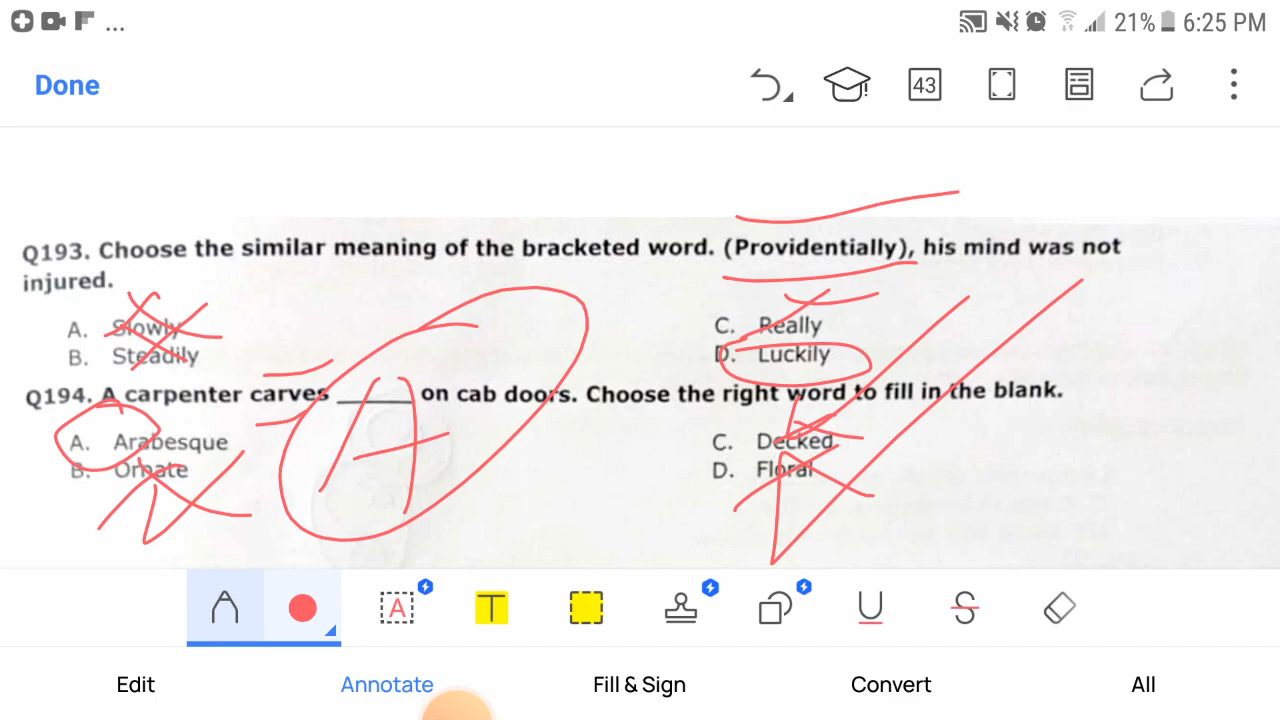 ... 21% 6:25 PM
Done 43
Q193. Choose the similar meaning of the bracketed word. (Providentially), his mind was not
injured.
A. Slowly
C. Really
B. Steadily
D. Luckily
Q194. A carpenter carves ______ on cab doors. Choose the right word to fill in the blank.
A. Arabesque
C. Decked
B. Ornate
D. Floral
A
A T U S
Edit Annotate Fill & Sign Convert All